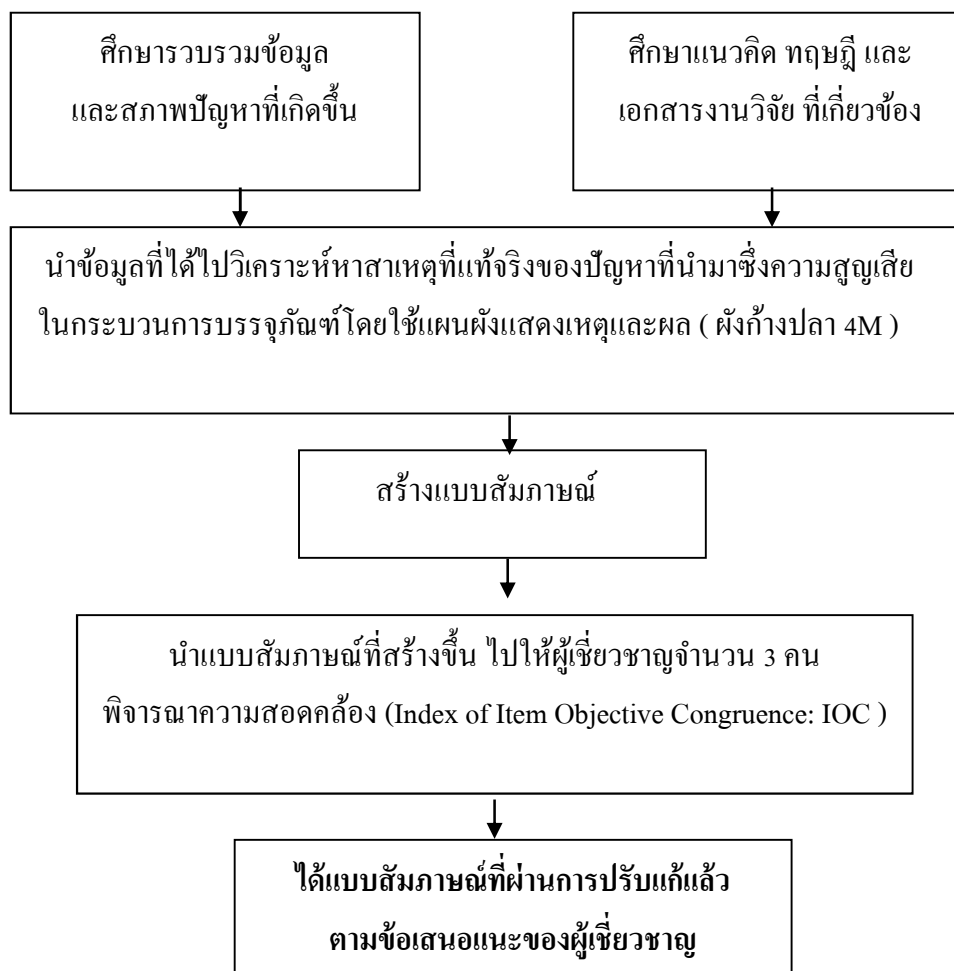 ศึกษารวบรวมข้อมูล
และสภาพปัญหาที่เกิดขึ้น
ศึกษาแนวคิด ทฤษฎี และ
เอกสารงานวิจัย ที่เกี่ยวข้อง
นำข้อมูลที่ได้ไปวิเคราะห์หาสาเหตุที่แท้จริงของปัญหาที่นำมาซึ่งความสูญเสีย
ในกระบวนการบรรจุภัณฑ์โดยใช้แผนผังแสดงเหตุและผล ( ผังก้างปลา 4M )
สร้างแบบสัมภาษณ์
นำแบบสัมภาษณ์ที่สร้างขึ้น ไปให้ผู้เชี่ยวชาญจำนวน 3 คน
พิจารณาความสอดคล้อง (Index of Item Objective Congruence: IOC )
ได้แบบสัมภาษณ์ที่ผ่านการปรับแก้แล้ว
ตามข้อเสนอแนะของผู้เชี่ยวชาญ